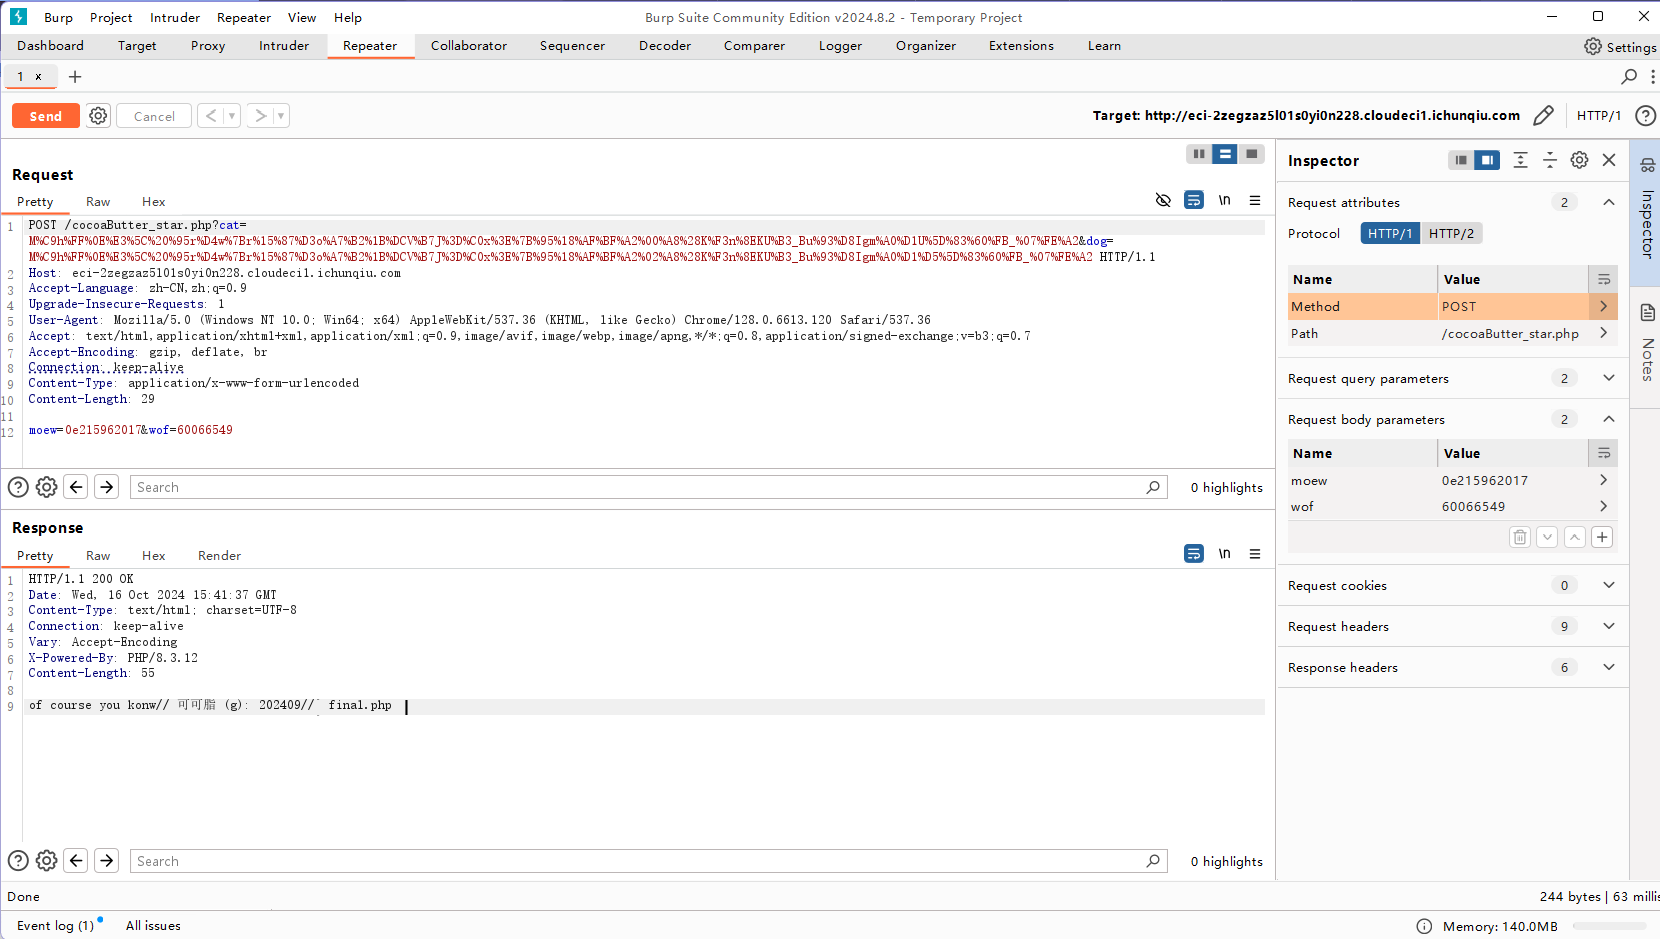 Burp Project Intruder Repeater View Help Burp Suite Community Edition v2024.8.2 - Temporary Project
Dashboard Target Proxy Intruder Repeater Collaborator Sequencer Decoder Comparer Logger Organizer Extensions Learn Settings
1 × +
Send Cancel < > Target: http://eci-2zegzaz5l01s0yi0n228.cloudeci1.ichunqiu.com HTTP/1
Request
Pretty Raw Hex \n
1 POST /cocoaButter_star.php?cat=
M%C9h%FF%0E%E3%5C%20%95r%D4w%7Br%15%87%D3o%A7%B2%1B%DCV%B7J%3D%C0x%3E%7B%95%18%AF%BF%A2%00%A8%28K%F3n%8EKU%B3_Bu%93%D8Igm%A0%D1U%5D%83%60%FB_%07%FE%A2&dog=
M%C9h%FF%0E%E3%5C%20%95r%D4w%7Br%15%87%D3o%A7%B2%1B%DCV%B7J%3D%C0x%3E%7B%95%18%AF%BF%A2%02%A8%28K%F3n%8EKU%B3_Bu%93%D8Igm%A0%D1%D5%5D%83%60%FB_%07%FE%A2 HTTP/1.1
2 Host: eci-2zegzaz5l01s0yi0n228.cloudeci1.ichunqiu.com
3 Accept-Language: zh-CN,zh;q=0.9
4 Upgrade-Insecure-Requests: 1
5 User-Agent: Mozilla/5.0 (Windows NT 10.0; Win64; x64) AppleWebKit/537.36 (KHTML, like Gecko) Chrome/128.0.6613.120 Safari/537.36
6 Accept: text/html,application/xhtml+xml,application/xml;q=0.9,image/avif,image/webp,image/apng,*/*;q=0.8,application/signed-exchange;v=b3;q=0.7
7 Accept-Encoding: gzip, deflate, br
8 Connection: keep-alive
9 Content-Type: application/x-www-form-urlencoded
10 Content-Length: 29
11
12 moew=0e215962017&wof=60066549
Search 0 highlights
Response
Pretty Raw Hex Render \n
1 HTTP/1.1 200 OK
2 Date: Wed, 16 Oct 2024 15:41:37 GMT
3 Content-Type: text/html; charset=UTF-8
4 Connection: keep-alive
5 Vary: Accept-Encoding
6 X-Powered-By: PHP/8.3.12
7 Content-Length: 55
8
9 of course you konw// 可可脂 (g): 202409//` final.php
Search 0 highlights
Inspector
Request attributes 2
Protocol HTTP/1 HTTP/2
Name Value
Method POST
Path /cocoaButter_star.php
Request query parameters 2
Request body parameters 2
Name Value
moew 0e215962017
wof 60066549
Request cookies 0
Request headers 9
Response headers 6
Inspector
Notes
Done 244 bytes | 63 millis
Event log (1) All issues Memory: 140.0MB